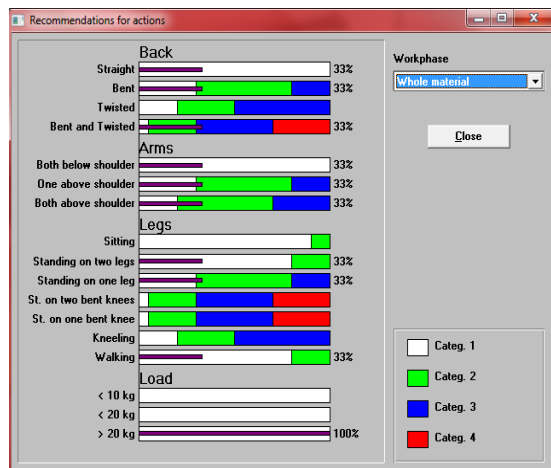 Recommendations for actions
Back
Straight 33%
Bent 33%
Twisted
Bent and Twisted 33%
Arms
Both below shoulder 33%
One above shoulder 33%
Both above shoulder 33%
Legs
Sitting
Standing on two legs 33%
Standing on one leg 33%
St. on two bent knees
St. on one bent knee
Kneeling
Walking 33%
Load
< 10 kg
< 20 kg
> 20 kg 100%
Workphase
Whole material
Close
Categ. 1
Categ. 2
Categ. 3
Categ. 4